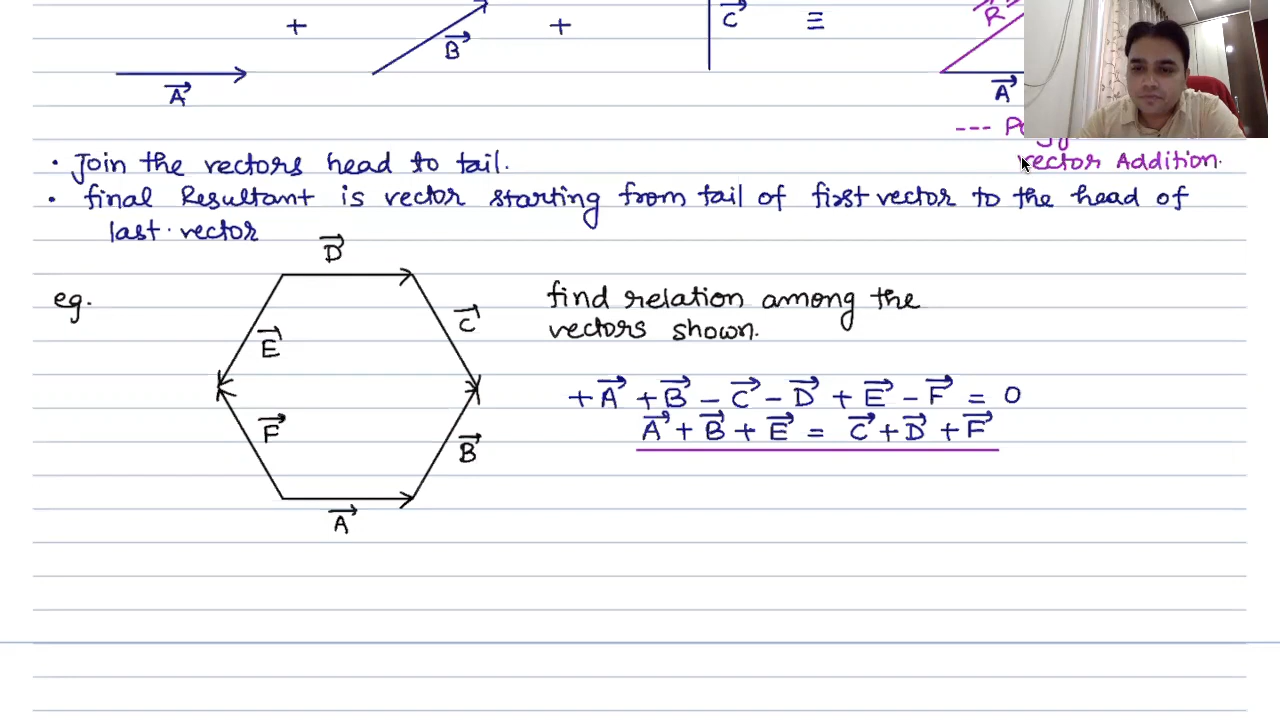 + + ≡
B⃗ C⃗ R
A⃗ A⃗
---
· Join the vectors head to tail.
vector Addition.
· final Resultant is vector starting from tail of first vector to the head of
last vector
D⃗
eg.
find relation among the
vectors shown.
C⃗
E⃗
+A⃗ +B⃗ -C⃗ -D⃗ +E⃗ -F⃗ = 0
A⃗+B⃗+E⃗ = C⃗+D⃗+F⃗
F⃗
B⃗
A⃗